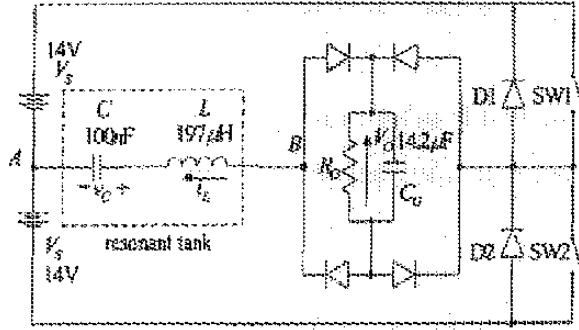 14V
V_s
C
100nF
L
197μH
A
B
v_C
i_L
resonant tank
V_s
14V
V_o
14.2μF
R_o
C_o
D1
SW1
D2
SW2